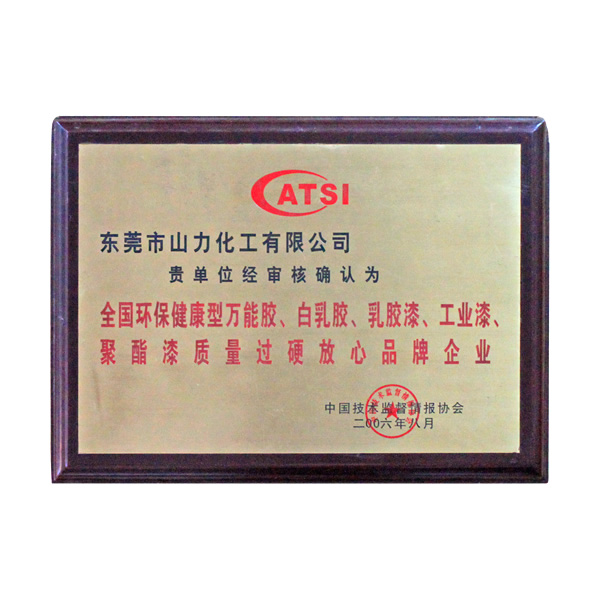 CATSI
东莞市山力化工有限公司
贵单位经审核确认为
全国环保健康型万能胶、白乳胶、乳胶漆、工业漆、
聚酯漆质量过硬放心品牌企业
中国技术监督情报协会
二00六年八月